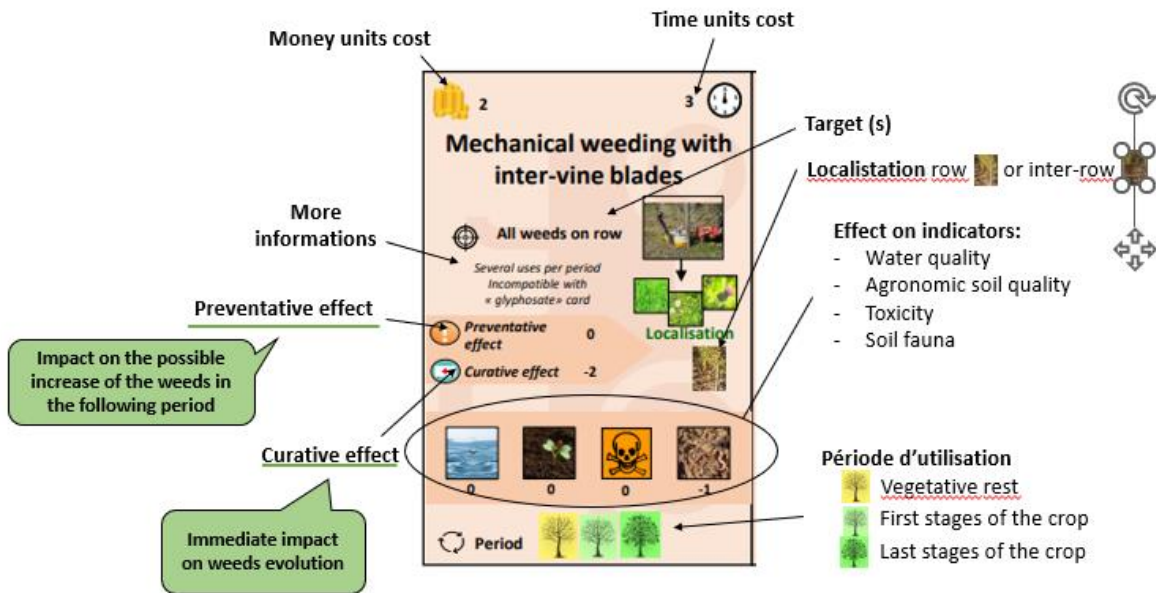 Money units cost
Time units cost
2
3
Mechanical weeding with
inter-vine blades
Target (s)
Localistation row or inter-row
More
informations
All weeds on row
Several uses per period
Incompatible with
« glyphosate» card
Effect on indicators:
- Water quality
- Agronomic soil quality
- Toxicity
- Soil fauna
Preventative effect
Impact on the possible
increase of the weeds in
the following period
Preventative
effect
0
Localisation
Curative effect
-2
Curative effect
Immediate impact
on weeds evolution
0
0
0
-1
Période d'utilisation
Vegetative rest
First stages of the crop
Last stages of the crop
Period